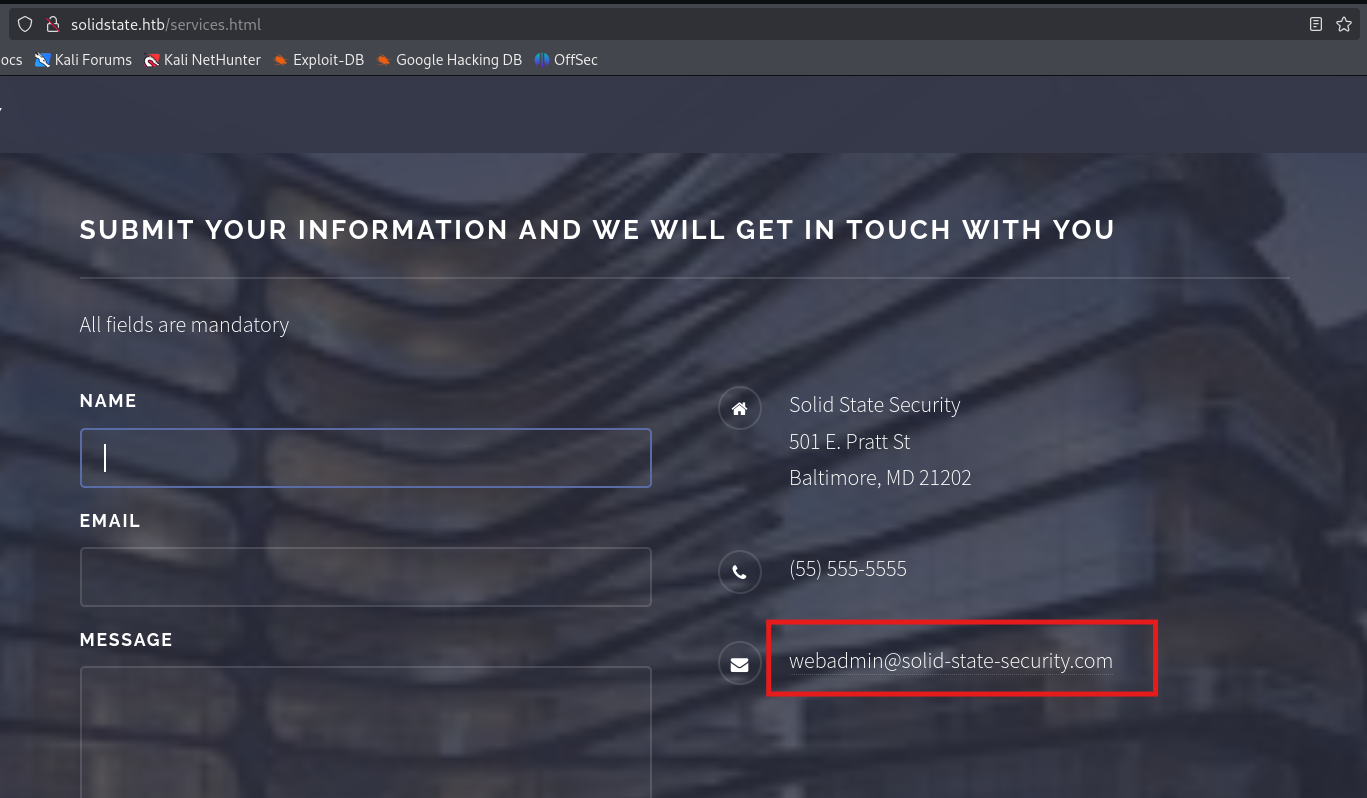 solidstate.htb/services.html
ocs Kali Forums Kali NetHunter Exploit-DB Google Hacking DB OffSec
SUBMIT YOUR INFORMATION AND WE WILL GET IN TOUCH WITH YOU
All fields are mandatory
NAME
EMAIL
MESSAGE
Solid State Security
501 E. Pratt St
Baltimore, MD 21202
(55) 555-5555
webadmin@solid-state-security.com